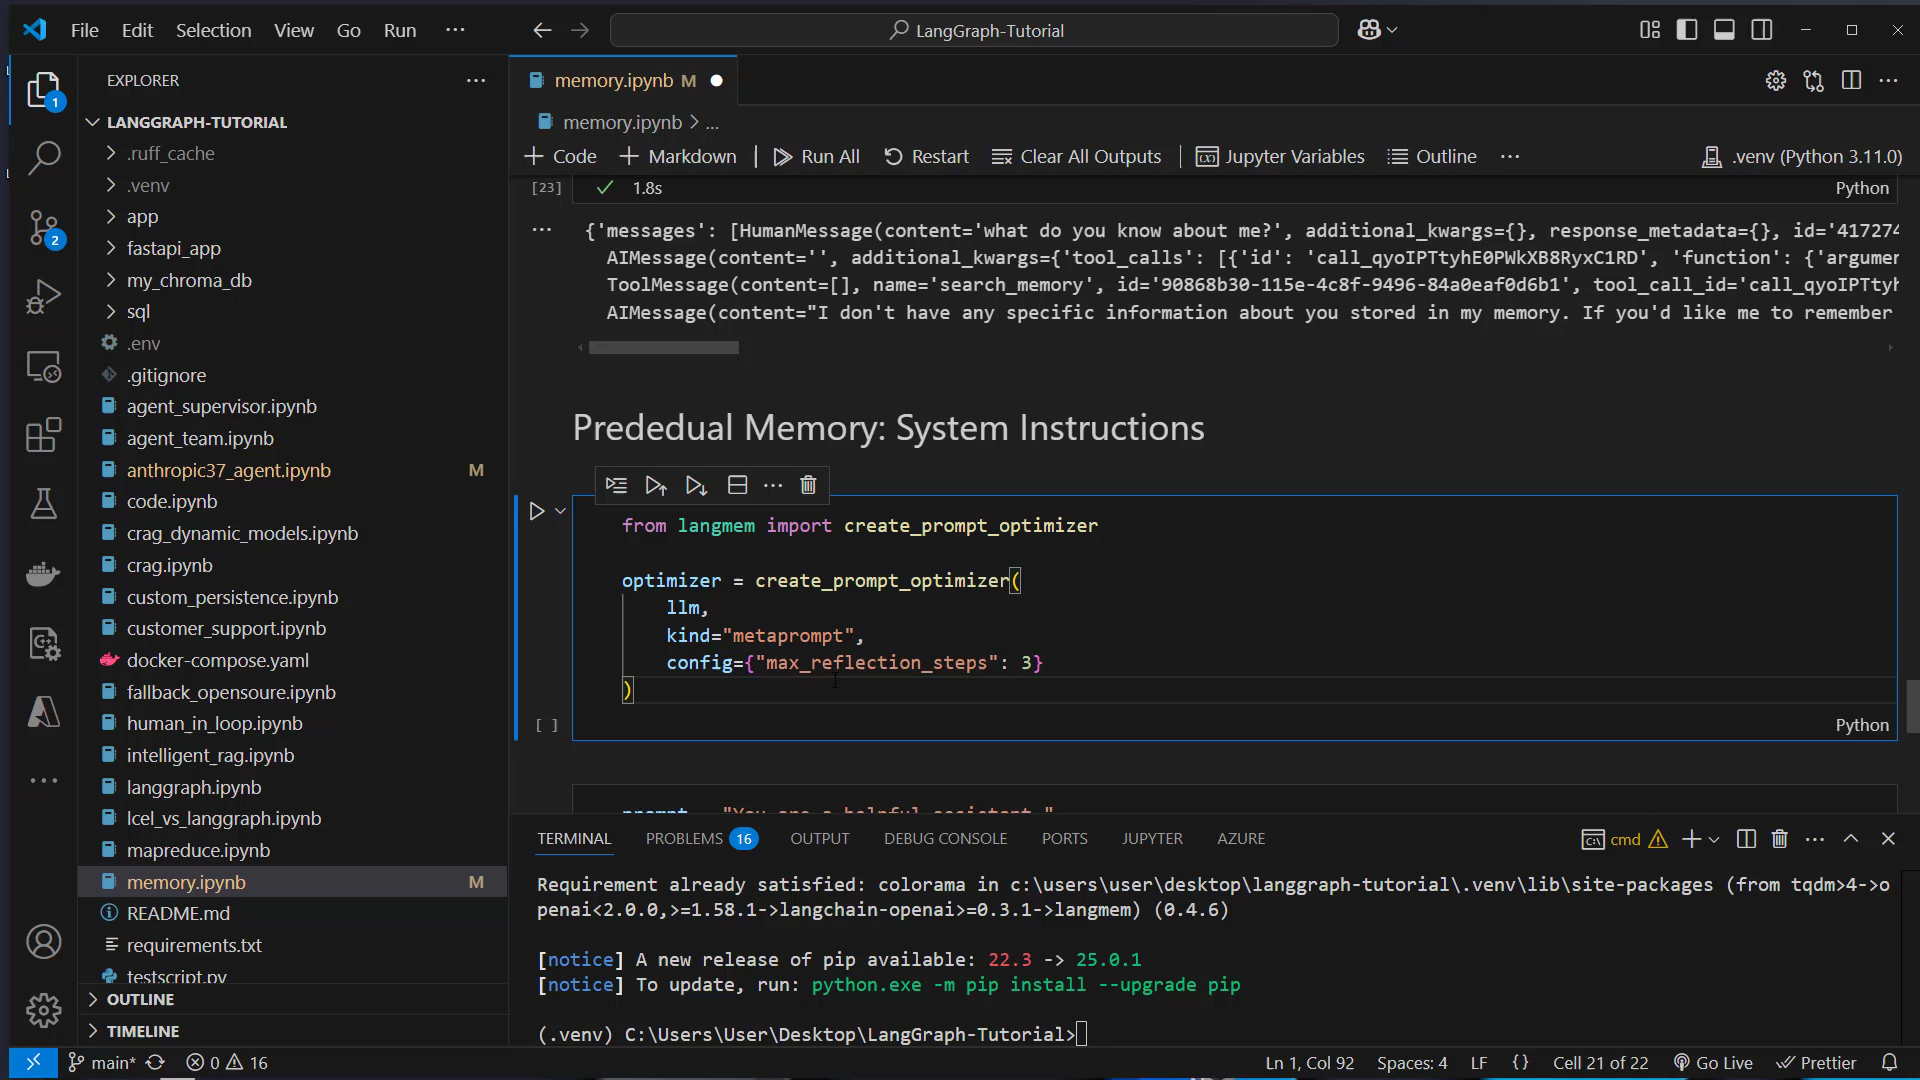 File Edit Selection View Go Run ···
LangGraph-Tutorial
EXPLORER
LANGGRAPH-TUTORIAL
.ruff_cache
.venv
app
fastapi_app
my_chroma_db
sql
.env
.gitignore
agent_supervisor.ipynb
agent_team.ipynb
anthropic37_agent.ipynb M
code.ipynb
crag_dynamic_models.ipynb
crag.ipynb
custom_persistence.ipynb
customer_support.ipynb
docker-compose.yaml
fallback_opensoure.ipynb
human_in_loop.ipynb
intelligent_rag.ipynb
langgraph.ipynb
lcel_vs_langgraph.ipynb
mapreduce.ipynb
memory.ipynb M
README.md
requirements.txt
testscript.py
OUTLINE
TIMELINE
1
2
memory.ipynb M
memory.ipynb > ...
Code Markdown Run All Restart Clear All Outputs Jupyter Variables Outline ··· .venv (Python 3.11.0)
[23] 1.8s Python
{'messages': [HumanMessage(content='what do you know about me?', additional_kwargs={}, response_metadata={}, id='417274
AIMessage(content='', additional_kwargs={'tool_calls': [{'id': 'call_qyoIPTtyhE0PWkXB8RyxC1RD', 'function': {'argumen
ToolMessage(content=[], name='search_memory', id='90868b30-115e-4c8f-9496-84a0eaf0d6b1', tool_call_id='call_qyoIPTtyh
AIMessage(content="I don't have any specific information about you stored in my memory. If you'd like me to remember
Prededual Memory: System Instructions
from langmem import create_prompt_optimizer
optimizer = create_prompt_optimizer(
llm,
kind="metaprompt",
config={"max_reflection_steps": 3}
)
[ ] Python
prompt = "You are a helpful assistant."
TERMINAL PROBLEMS 16 OUTPUT DEBUG CONSOLE PORTS JUPYTER AZURE cmd
Requirement already satisfied: colorama in c:\users\user\desktop\langgraph-tutorial\.venv\lib\site-packages (from tqdm>4->o
penai<2.0.0,>=1.58.1->langchain-openai>=0.3.1->langmem) (0.4.6)
[notice] A new release of pip available: 22.3 -> 25.0.1
[notice] To update, run: python.exe -m pip install --upgrade pip
(.venv) C:\Users\User\Desktop\LangGraph-Tutorial>
main* 0 16 Ln 1, Col 92 Spaces: 4 LF {} Cell 21 of 22 Go Live Prettier